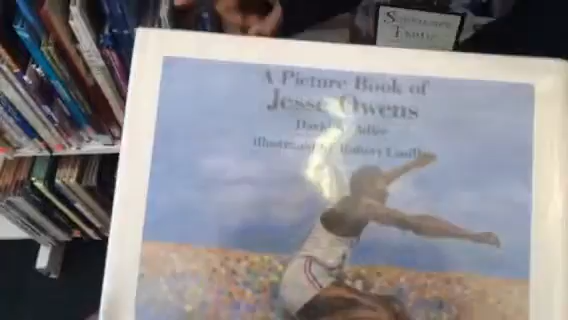 A Picture Book of
Jesse Owens
David A. Adler
illustrated by Robert Casilla